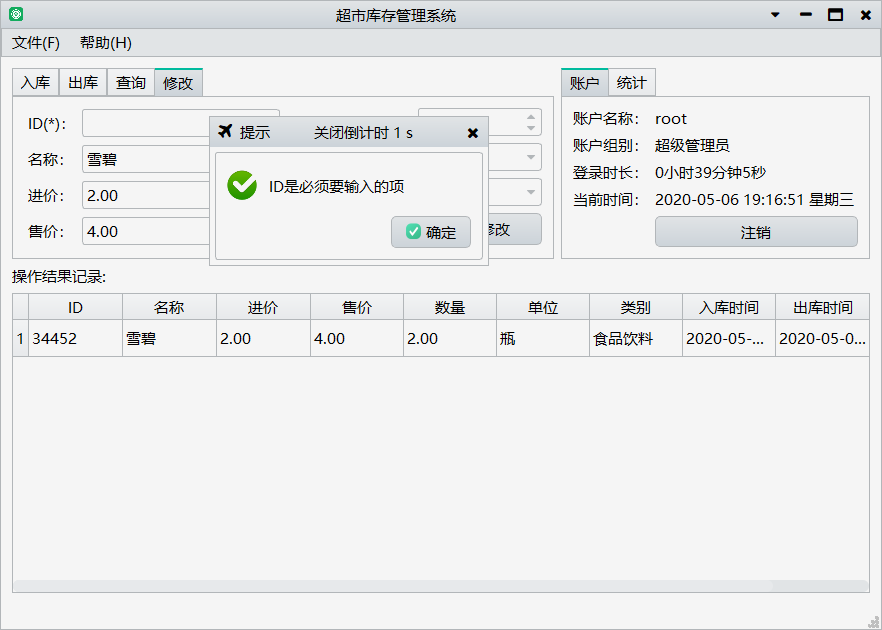 超市库存管理系统
文件(F) 帮助(H)
入库 出库 查询 修改
ID(*)：
名称： 雪碧
进价： 2.00
售价： 4.00
提示 关闭倒计时 1 s
ID是必须要输入的项
确定
修改
账户 统计
账户名称： root
账户组别： 超级管理员
登录时长： 0小时39分钟5秒
当前时间： 2020-05-06 19:16:51 星期三
注销
操作结果记录:
ID 名称 进价 售价 数量 单位 类别 入库时间 出库时间
1 34452 雪碧 2.00 4.00 2.00 瓶 食品饮料 2020-05-... 2020-05-0...